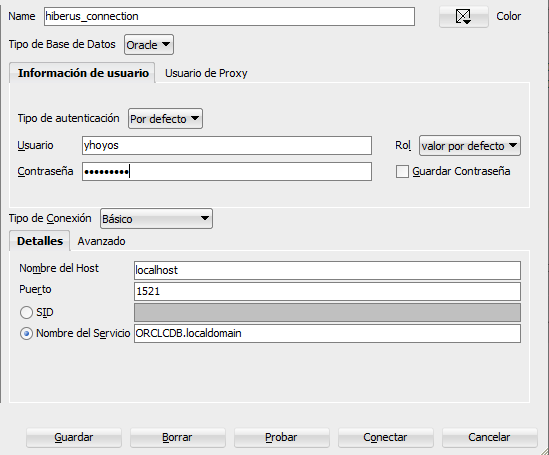 Name hiberus_connection Color
Tipo de Base de Datos Oracle
Información de usuario Usuario de Proxy
Tipo de autenticación Por defecto
Usuario yhoyos Rol valor por defecto
Contraseña ••••••••• Guardar Contraseña
Tipo de Conexión Básico
Detalles Avanzado
Nombre del Host localhost
Puerto 1521
SID
Nombre del Servicio ORCLCDB.localdomain
Guardar Borrar Probar Conectar Cancelar